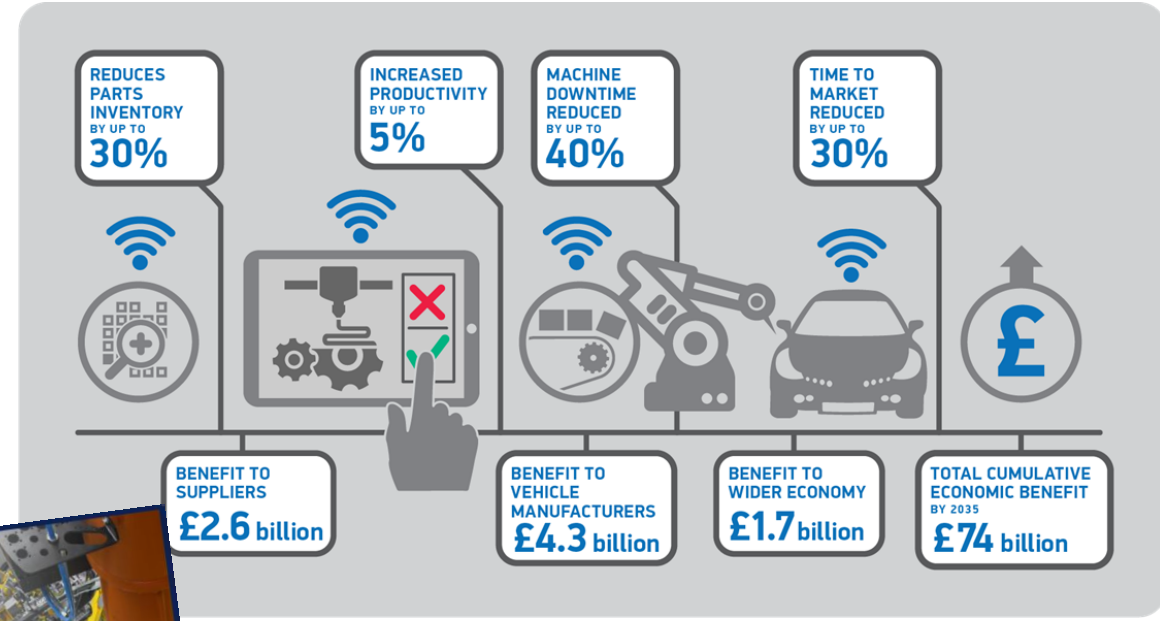 REDUCES
PARTS
INVENTORY
BY UP TO
30%
INCREASED
PRODUCTIVITY
BY UP TO
5%
MACHINE
DOWNTIME
REDUCED
BY UP TO
40%
TIME TO
MARKET
REDUCED
BY UP TO
30%
£
BENEFIT TO
SUPPLIERS
£2.6 billion
BENEFIT TO
VEHICLE
MANUFACTURERS
£4.3 billion
BENEFIT TO
WIDER ECONOMY
£1.7 billion
TOTAL CUMULATIVE
ECONOMIC BENEFIT
BY 2035
£74 billion